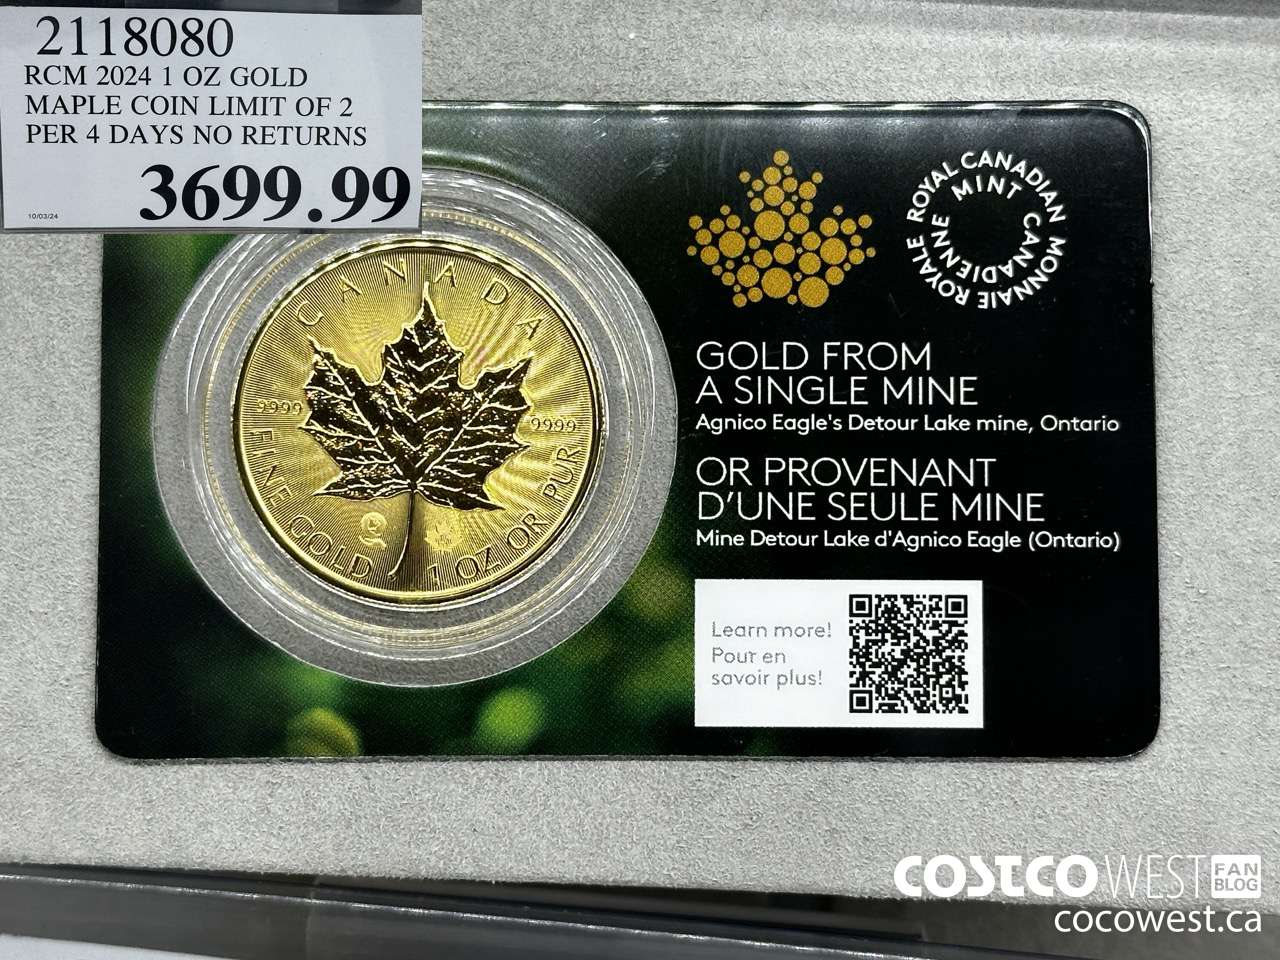 2118080
RCM 2024 1 OZ GOLD
MAPLE COIN LIMIT OF 2
PER 4 DAYS NO RETURNS
3699.99
10/03/24
CANADA
9999
9999
FINE GOLD 1 OZ OR PUR
ROYAL CANADIAN MINT
MONNAIE ROYALE CANADIENNE
GOLD FROM
A SINGLE MINE
Agnico Eagle's Detour Lake mine, Ontario
OR PROVENANT
D'UNE SEULE MINE
Mine Detour Lake d'Agnico Eagle (Ontario)
Learn more!
Pour en
savoir plus!
COSTCO WEST FAN
BLOG
cocowest.ca